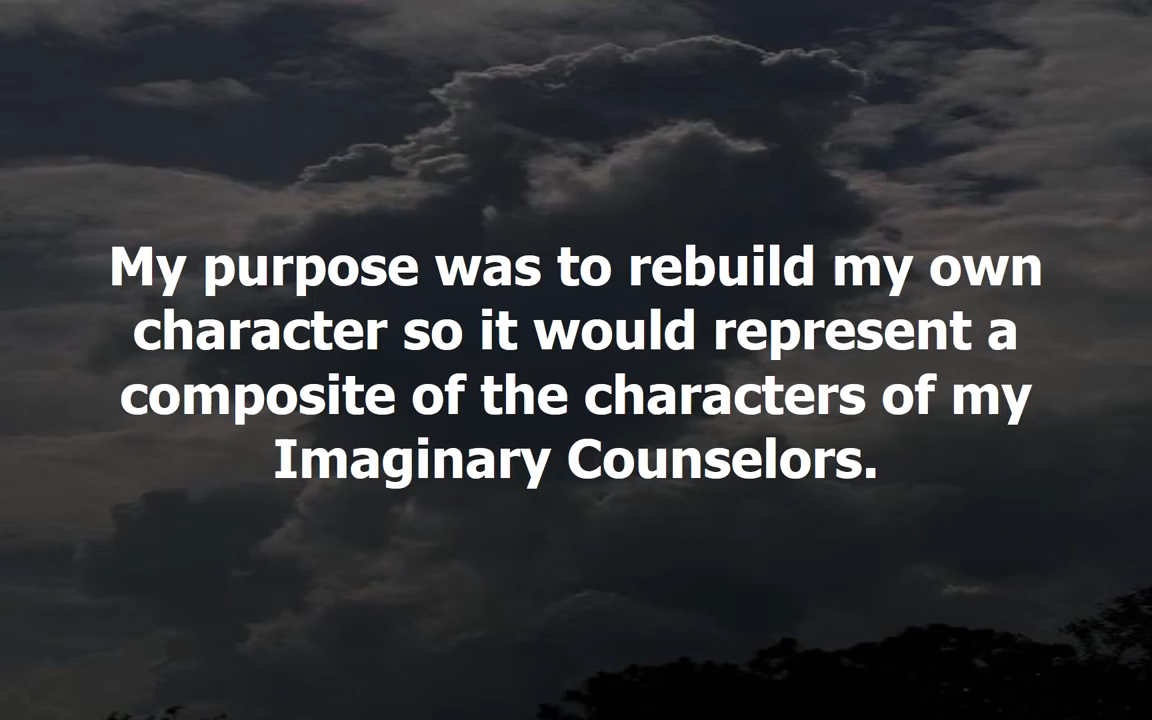 My purpose was to rebuild my own
character so it would represent a
composite of the characters of my
Imaginary Counselors.